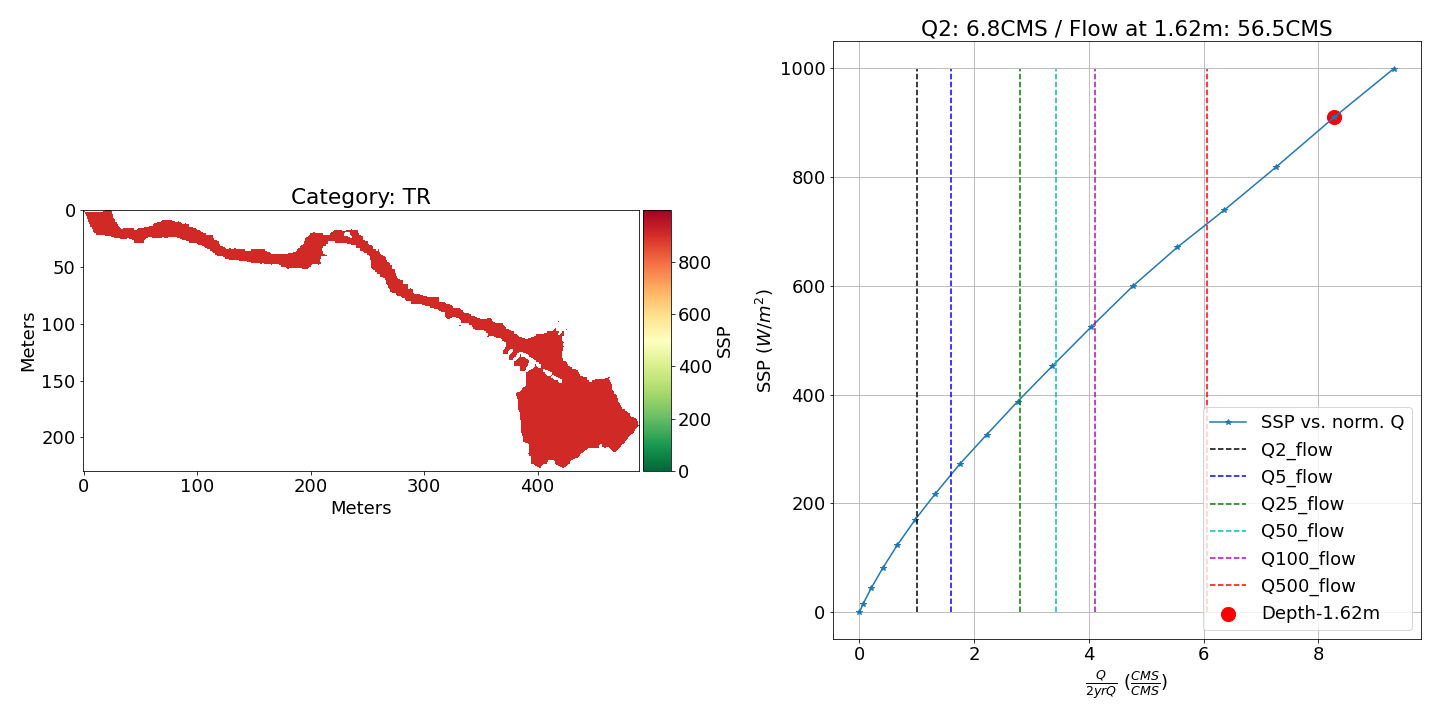 Category: TR
0
50
100
150
200
Meters
0
100
200
300
400
Meters
800
600
400
200
0
SSP
Q2: 6.8CMS / Flow at 1.62m: 56.5CMS
1000
800
600
400
200
0
SSP (W/m²)
SSP vs. norm. Q
Q2_flow
Q5_flow
Q25_flow
Q50_flow
Q100_flow
Q500_flow
Depth-1.62m
0
2
4
6
8
Q/2yrQ (CMS/CMS)